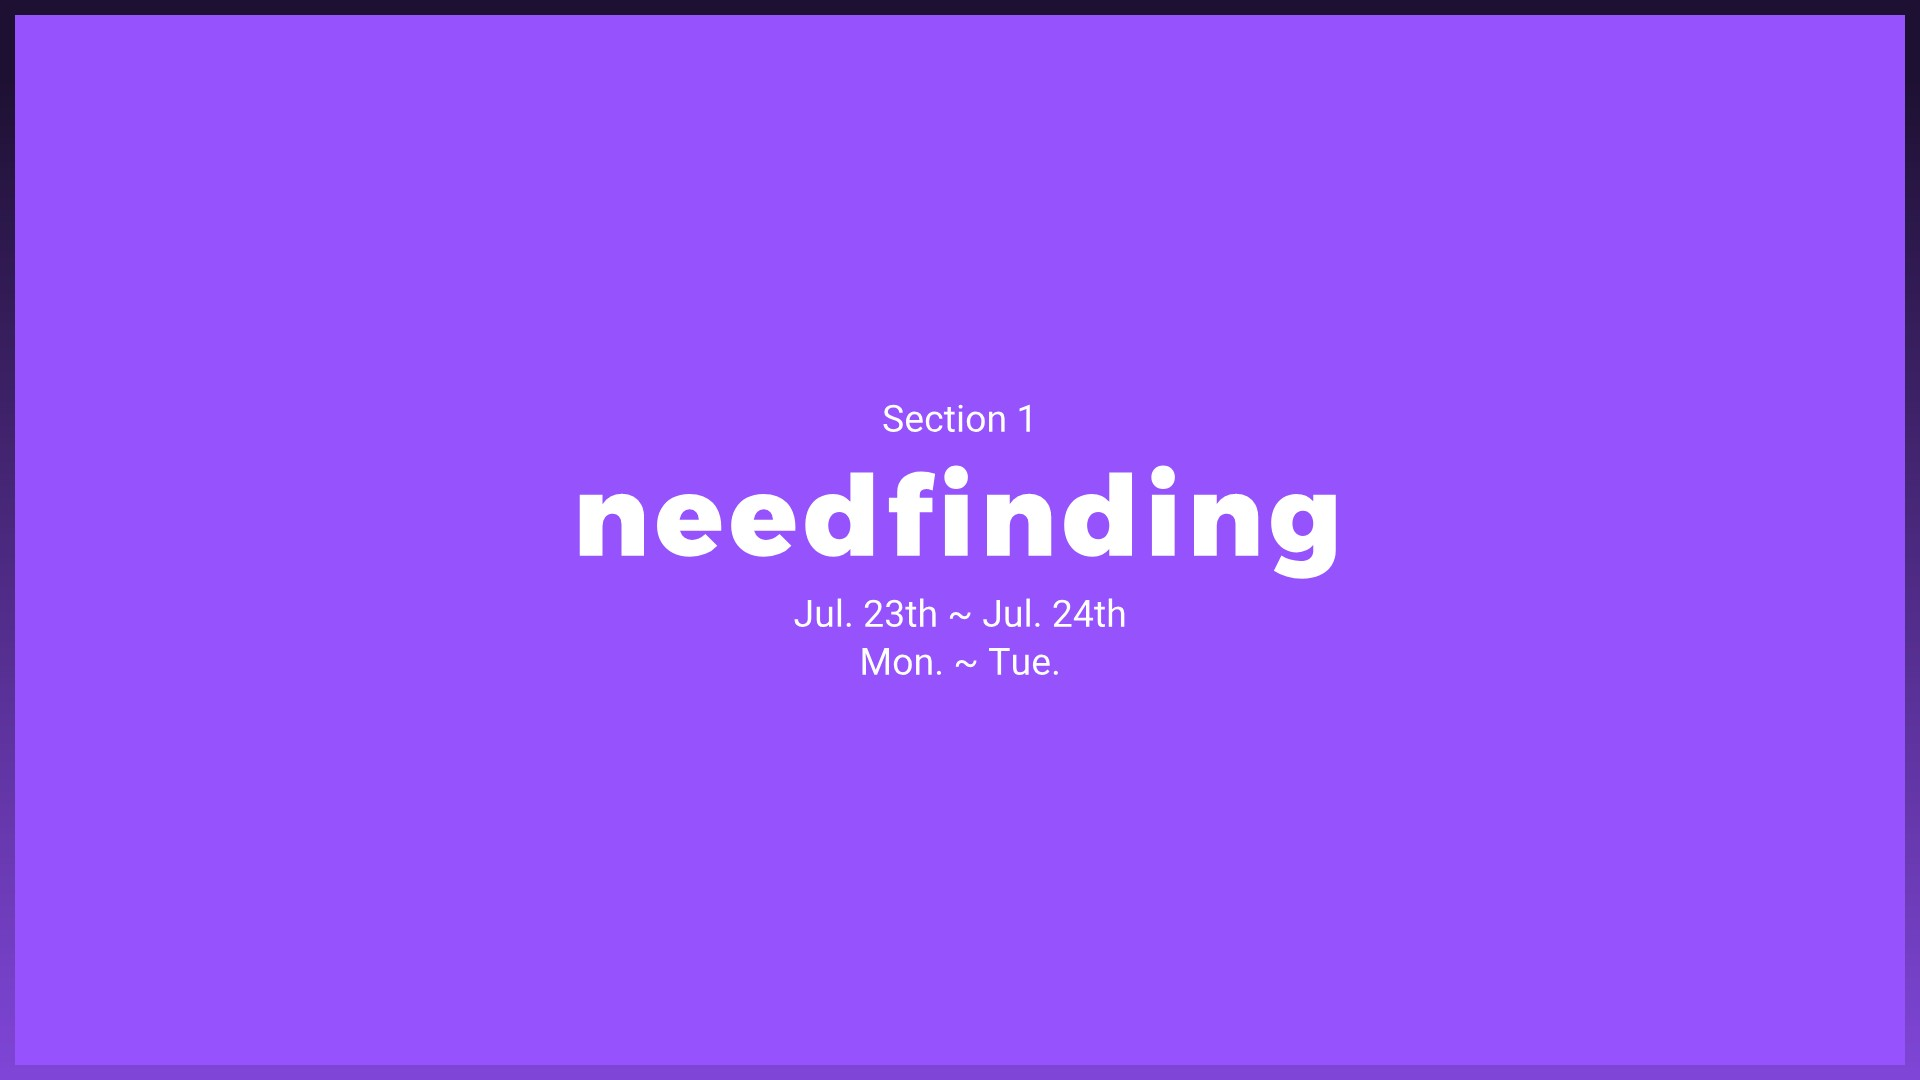 Section 1
needfinding
Jul. 23th ~ Jul. 24th
Mon. ~ Tue.